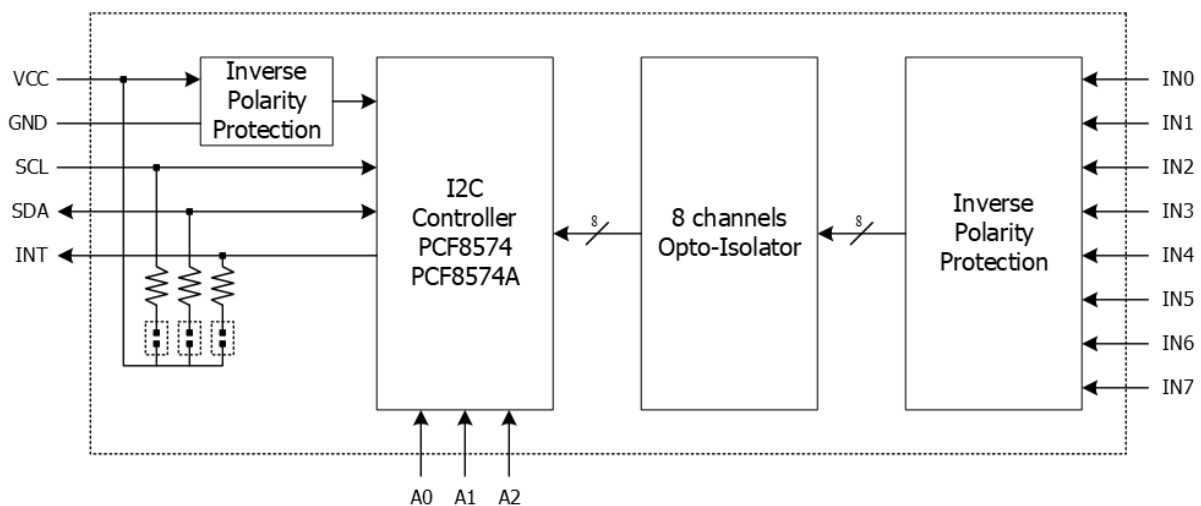 VCC
GND
SCL
SDA
INT
Inverse
Polarity
Protection
I2C
Controller
PCF8574
PCF8574A
8
8 channels
Opto-Isolator
8
Inverse
Polarity
Protection
IN0
IN1
IN2
IN3
IN4
IN5
IN6
IN7
A0
A1
A2